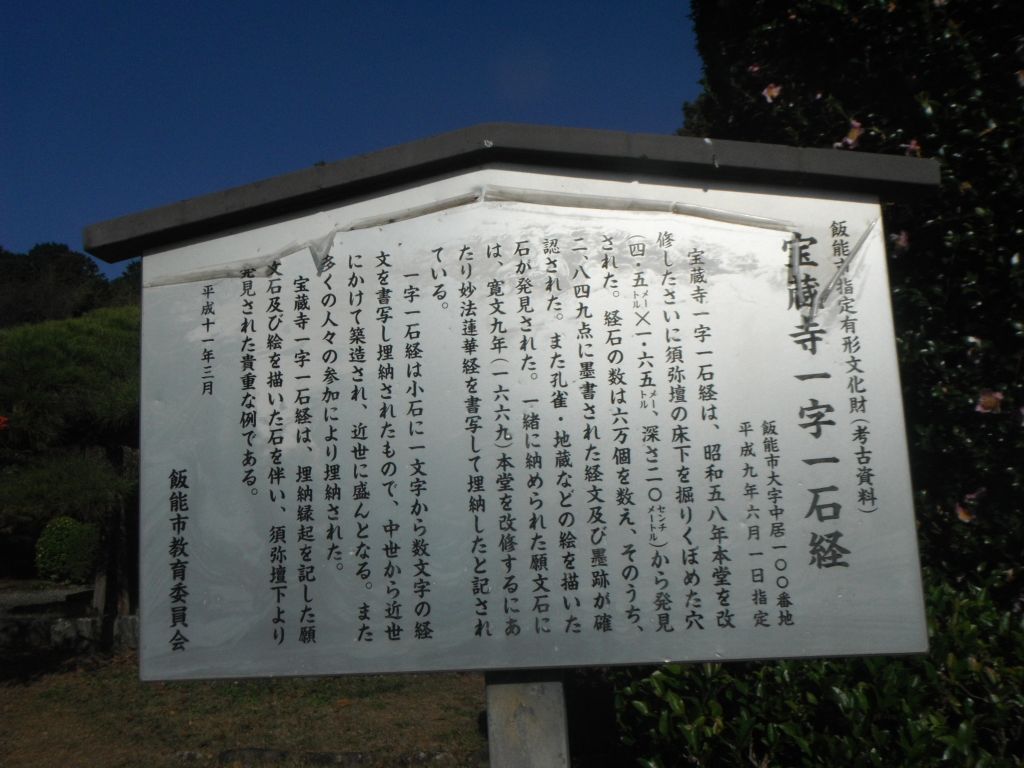 飯能市指定有形文化財(考古資料)
宝蔵寺一字一石経
飯能市大字中居一〇〇番地
平成九年六月一日指定
宝蔵寺一字一石経は、昭和五八年本堂を改
修したさいに須弥壇の床下を掘りくぼめた穴
(四・五メートル×一・六五メートル、深さ二〇センチメートル)から発見
された。経石の数は六万個を数え、そのうち、
二、八四九点に墨書された経文及び墨跡が確
認された。また孔雀・地蔵などの絵を描いた
石が発見された。一緒に納められた願文石に
は、寛文九年(一六六九)本堂を改修するにあ
たり妙法蓮華経を書写して埋納したと記され
ている。
一字一石経は小石に一文字から数文字の経
文を書写し埋納されたもので、中世から近世
にかけて築造され、近世に盛んとなる。また
多くの人々の参加により埋納された。
宝蔵寺一字一石経は、埋納縁起を記した願
文石及び絵を描いた石を伴い、須弥壇下より
発見された貴重な例である。
平成十一年三月
飯能市教育委員会